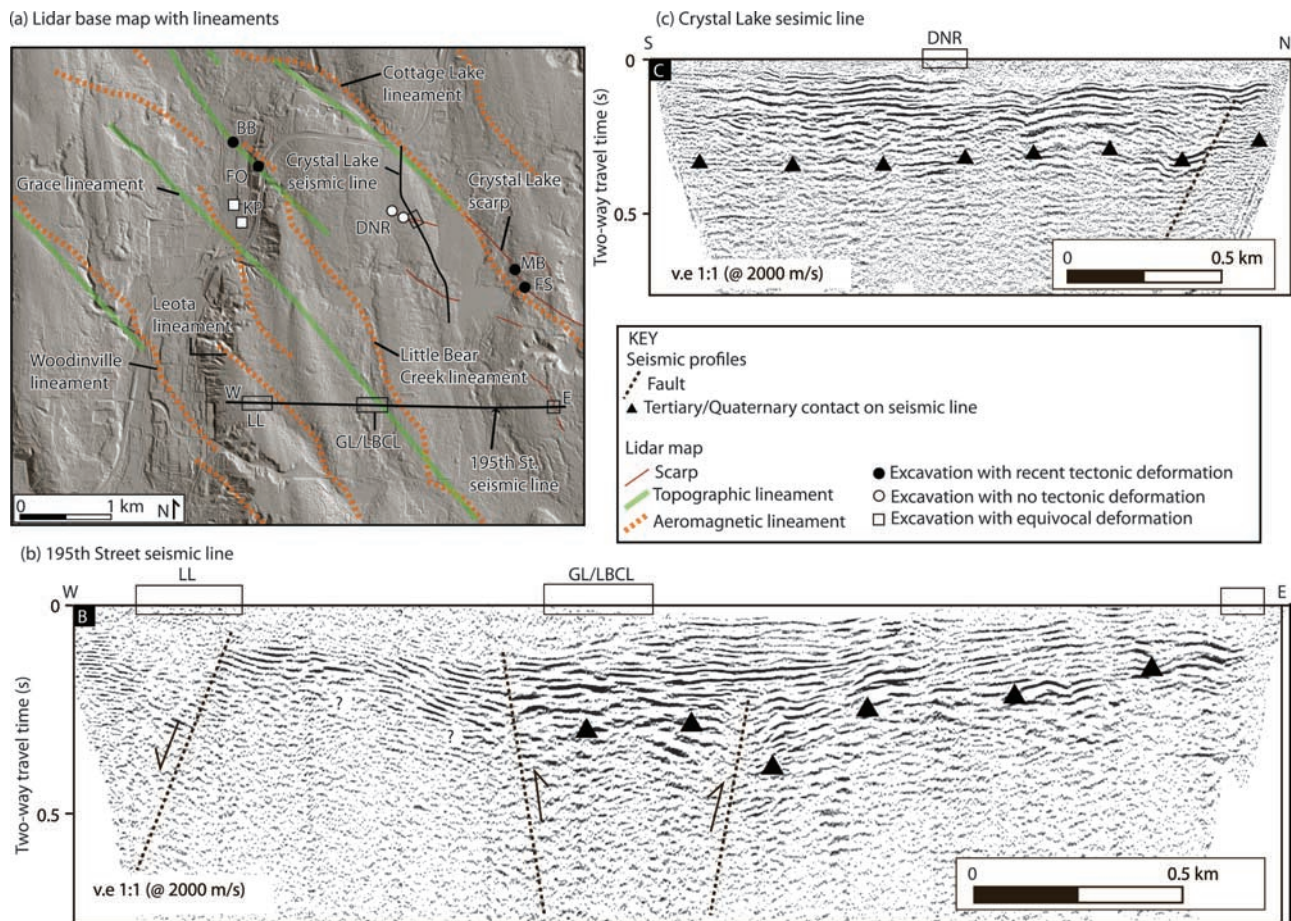 (a) Lidar base map with lineaments
Cottage Lake
lineament
BB
FO
Grace lineament
Crystal Lake
seismic line
Crystal Lake
scarp
KP
DNR
MB
FS
Leota
lineament
Woodinville
lineament
Little Bear
Creek lineament
W
E
LL
GL/LBCL
195th St.
seismic line
0 1 km
N
(c) Crystal Lake sesimic line
S DNR N
0
C
Two-way travel time (s)
0.5
0 0.5 km
v.e 1:1 (@ 2000 m/s)
KEY
Seismic profiles
Fault
Tertiary/Quaternary contact on seismic line
Lidar map
Scarp
Topographic lineament
Aeromagnetic lineament
Excavation with recent tectonic deformation
Excavation with no tectonic deformation
Excavation with equivocal deformation
(b) 195th Street seismic line
W LL GL/LBCL E
0
B
?
?
?
Two-way travel time (s)
0.5
v.e 1:1 (@ 2000 m/s)
0 0.5 km